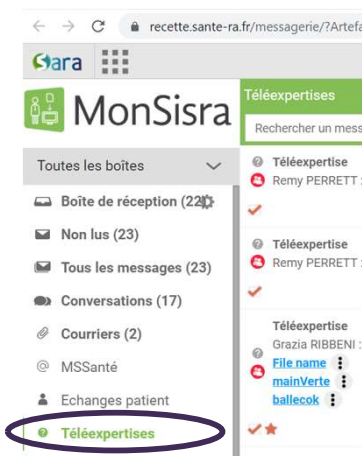 recette.sante-ra.fr/messagerie/?Artefa
Sara
MonSisra
Téléexpertises
Rechercher un mess
Toutes les boîtes
Boîte de réception (22
Non lus (23)
Tous les messages (23)
Conversations (17)
Courriers (2)
@ MSSanté
Echanges patient
Téléexpertises
Téléexpertise
Remy PERRETT :
Téléexpertise
Remy PERRETT :
Téléexpertise
Grazia RIBBENI :
File name
mainVerte
ballecok